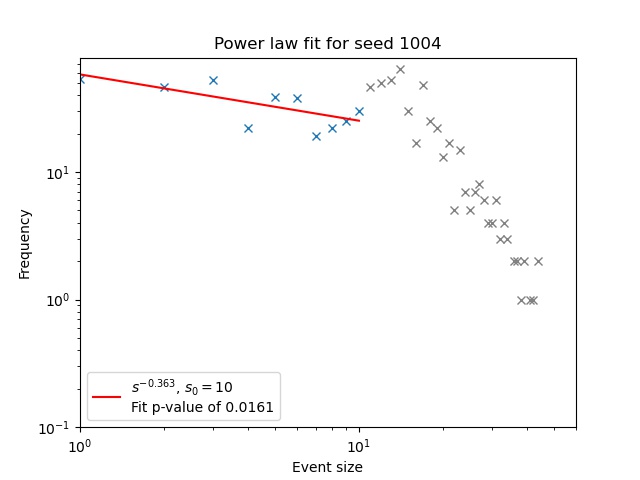 Power law fit for seed 1004
Frequency
10¹
10⁰
10⁻¹
s⁻⁰·³⁶³, s₀ = 10
Fit p-value of 0.0161
10⁰
10¹
Event size